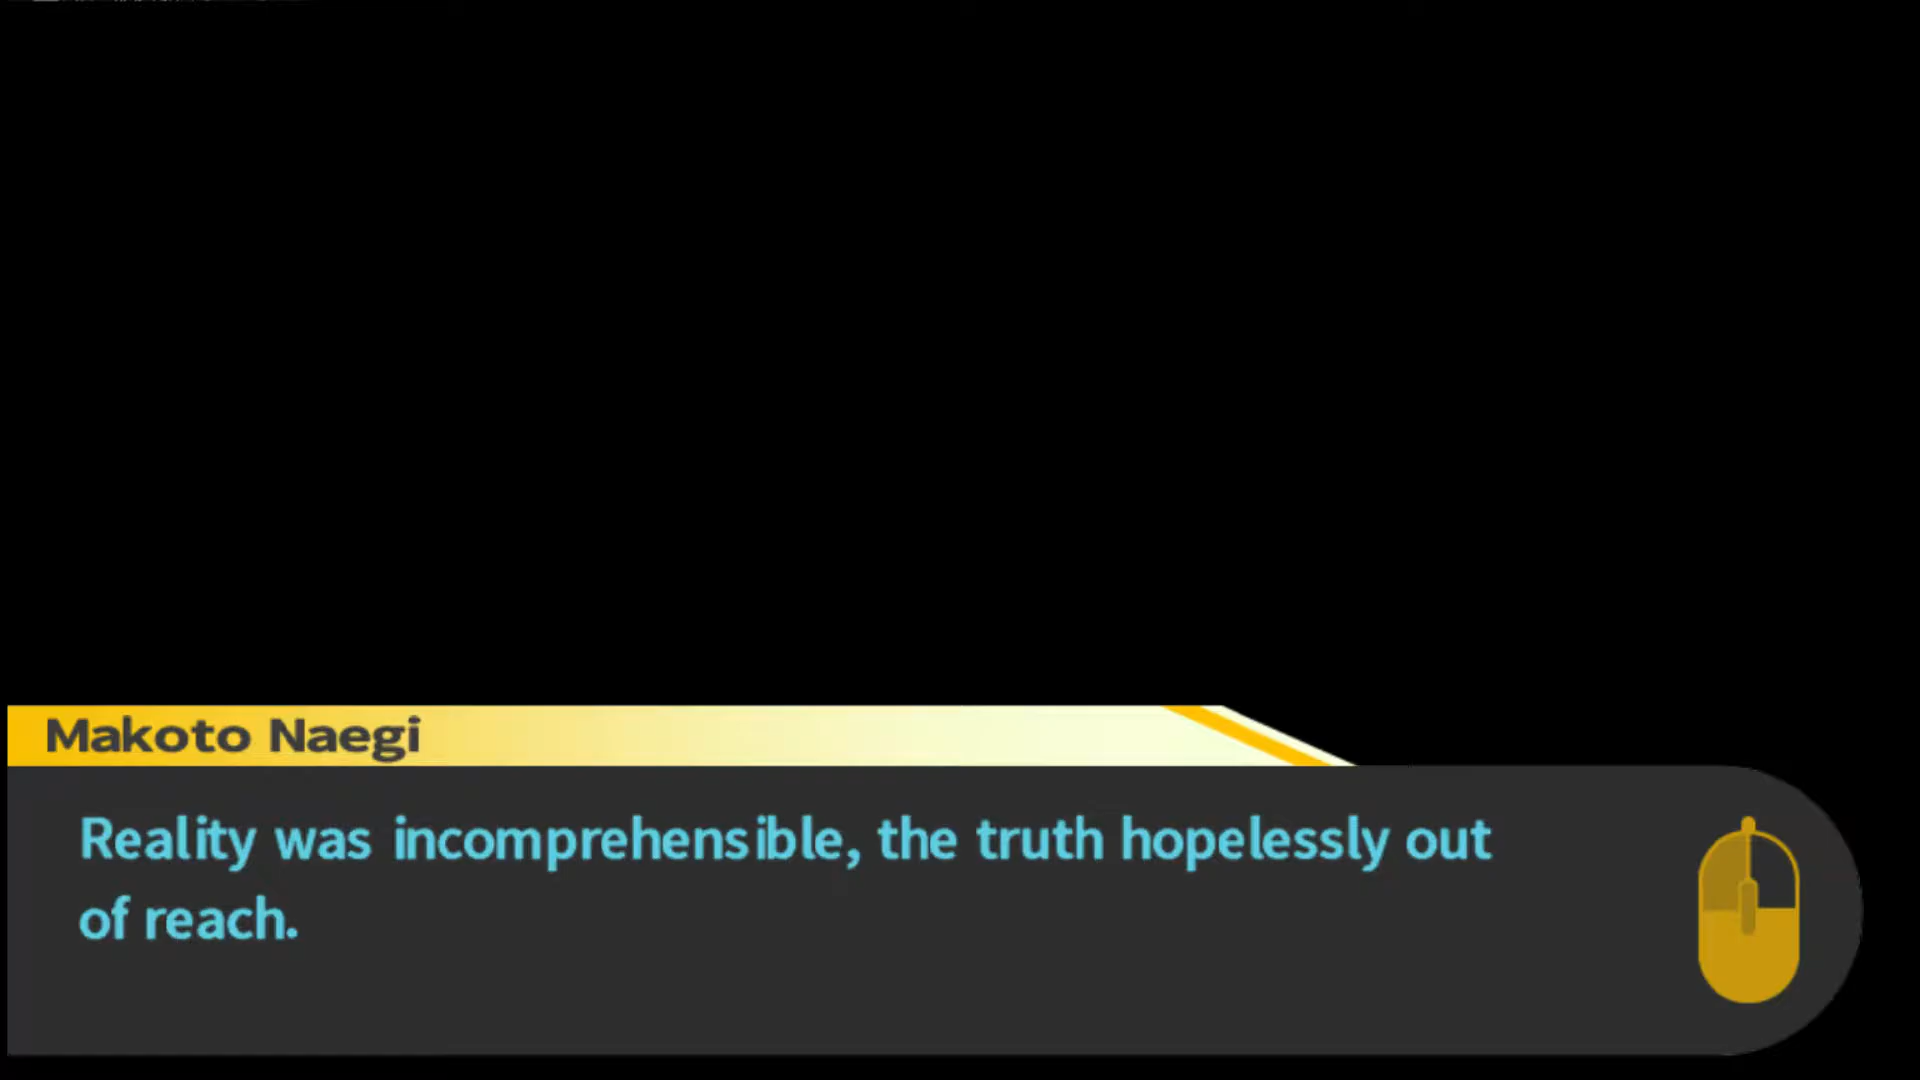 Makoto Naegi
Reality was incomprehensible, the truth hopelessly out
of reach.